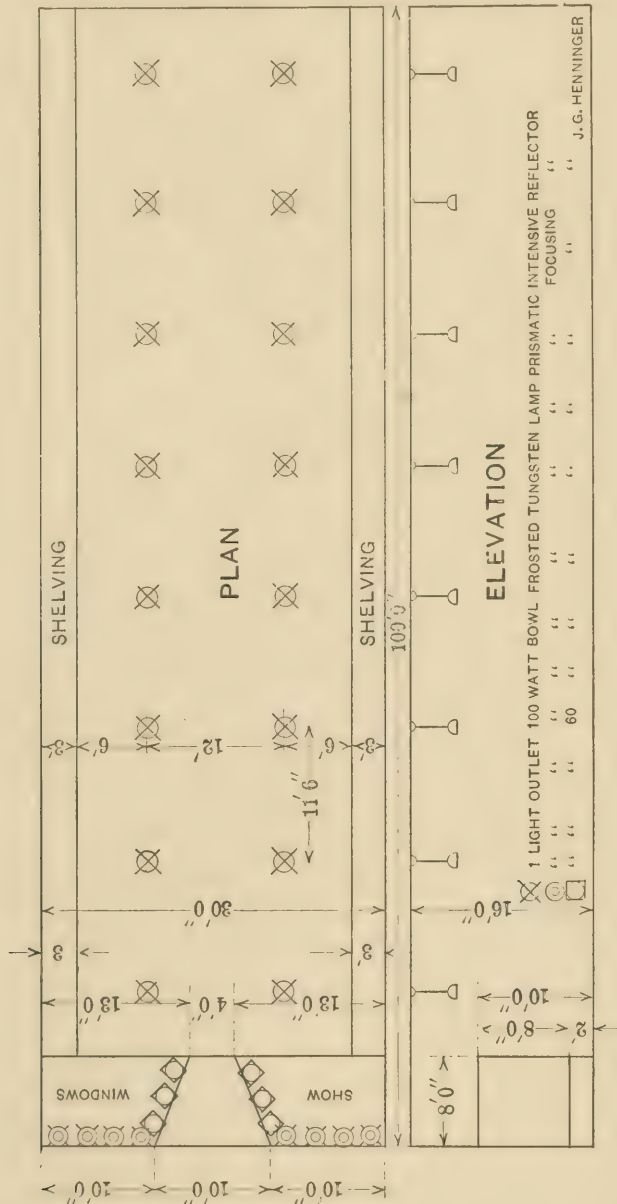 SHELVING
PLAN
SHELVING
3'
6'
12'
6'
3'
11'6"
30'0"
3
3'
13'0"
4'0"
13'0"
WINDOWS
SHOW
10'0"
10'0"
10'0"
100'0"
ELEVATION
16'0"
10'0"
8'0"
2'
8'0"
1 LIGHT OUTLET 100 WATT BOWL FROSTED TUNGSTEN LAMP PRISMATIC INTENSIVE REFLECTOR
" " " " " " " " " FOCUSING "
" " " 60 " " " " " " "
J.G. HENNINGER